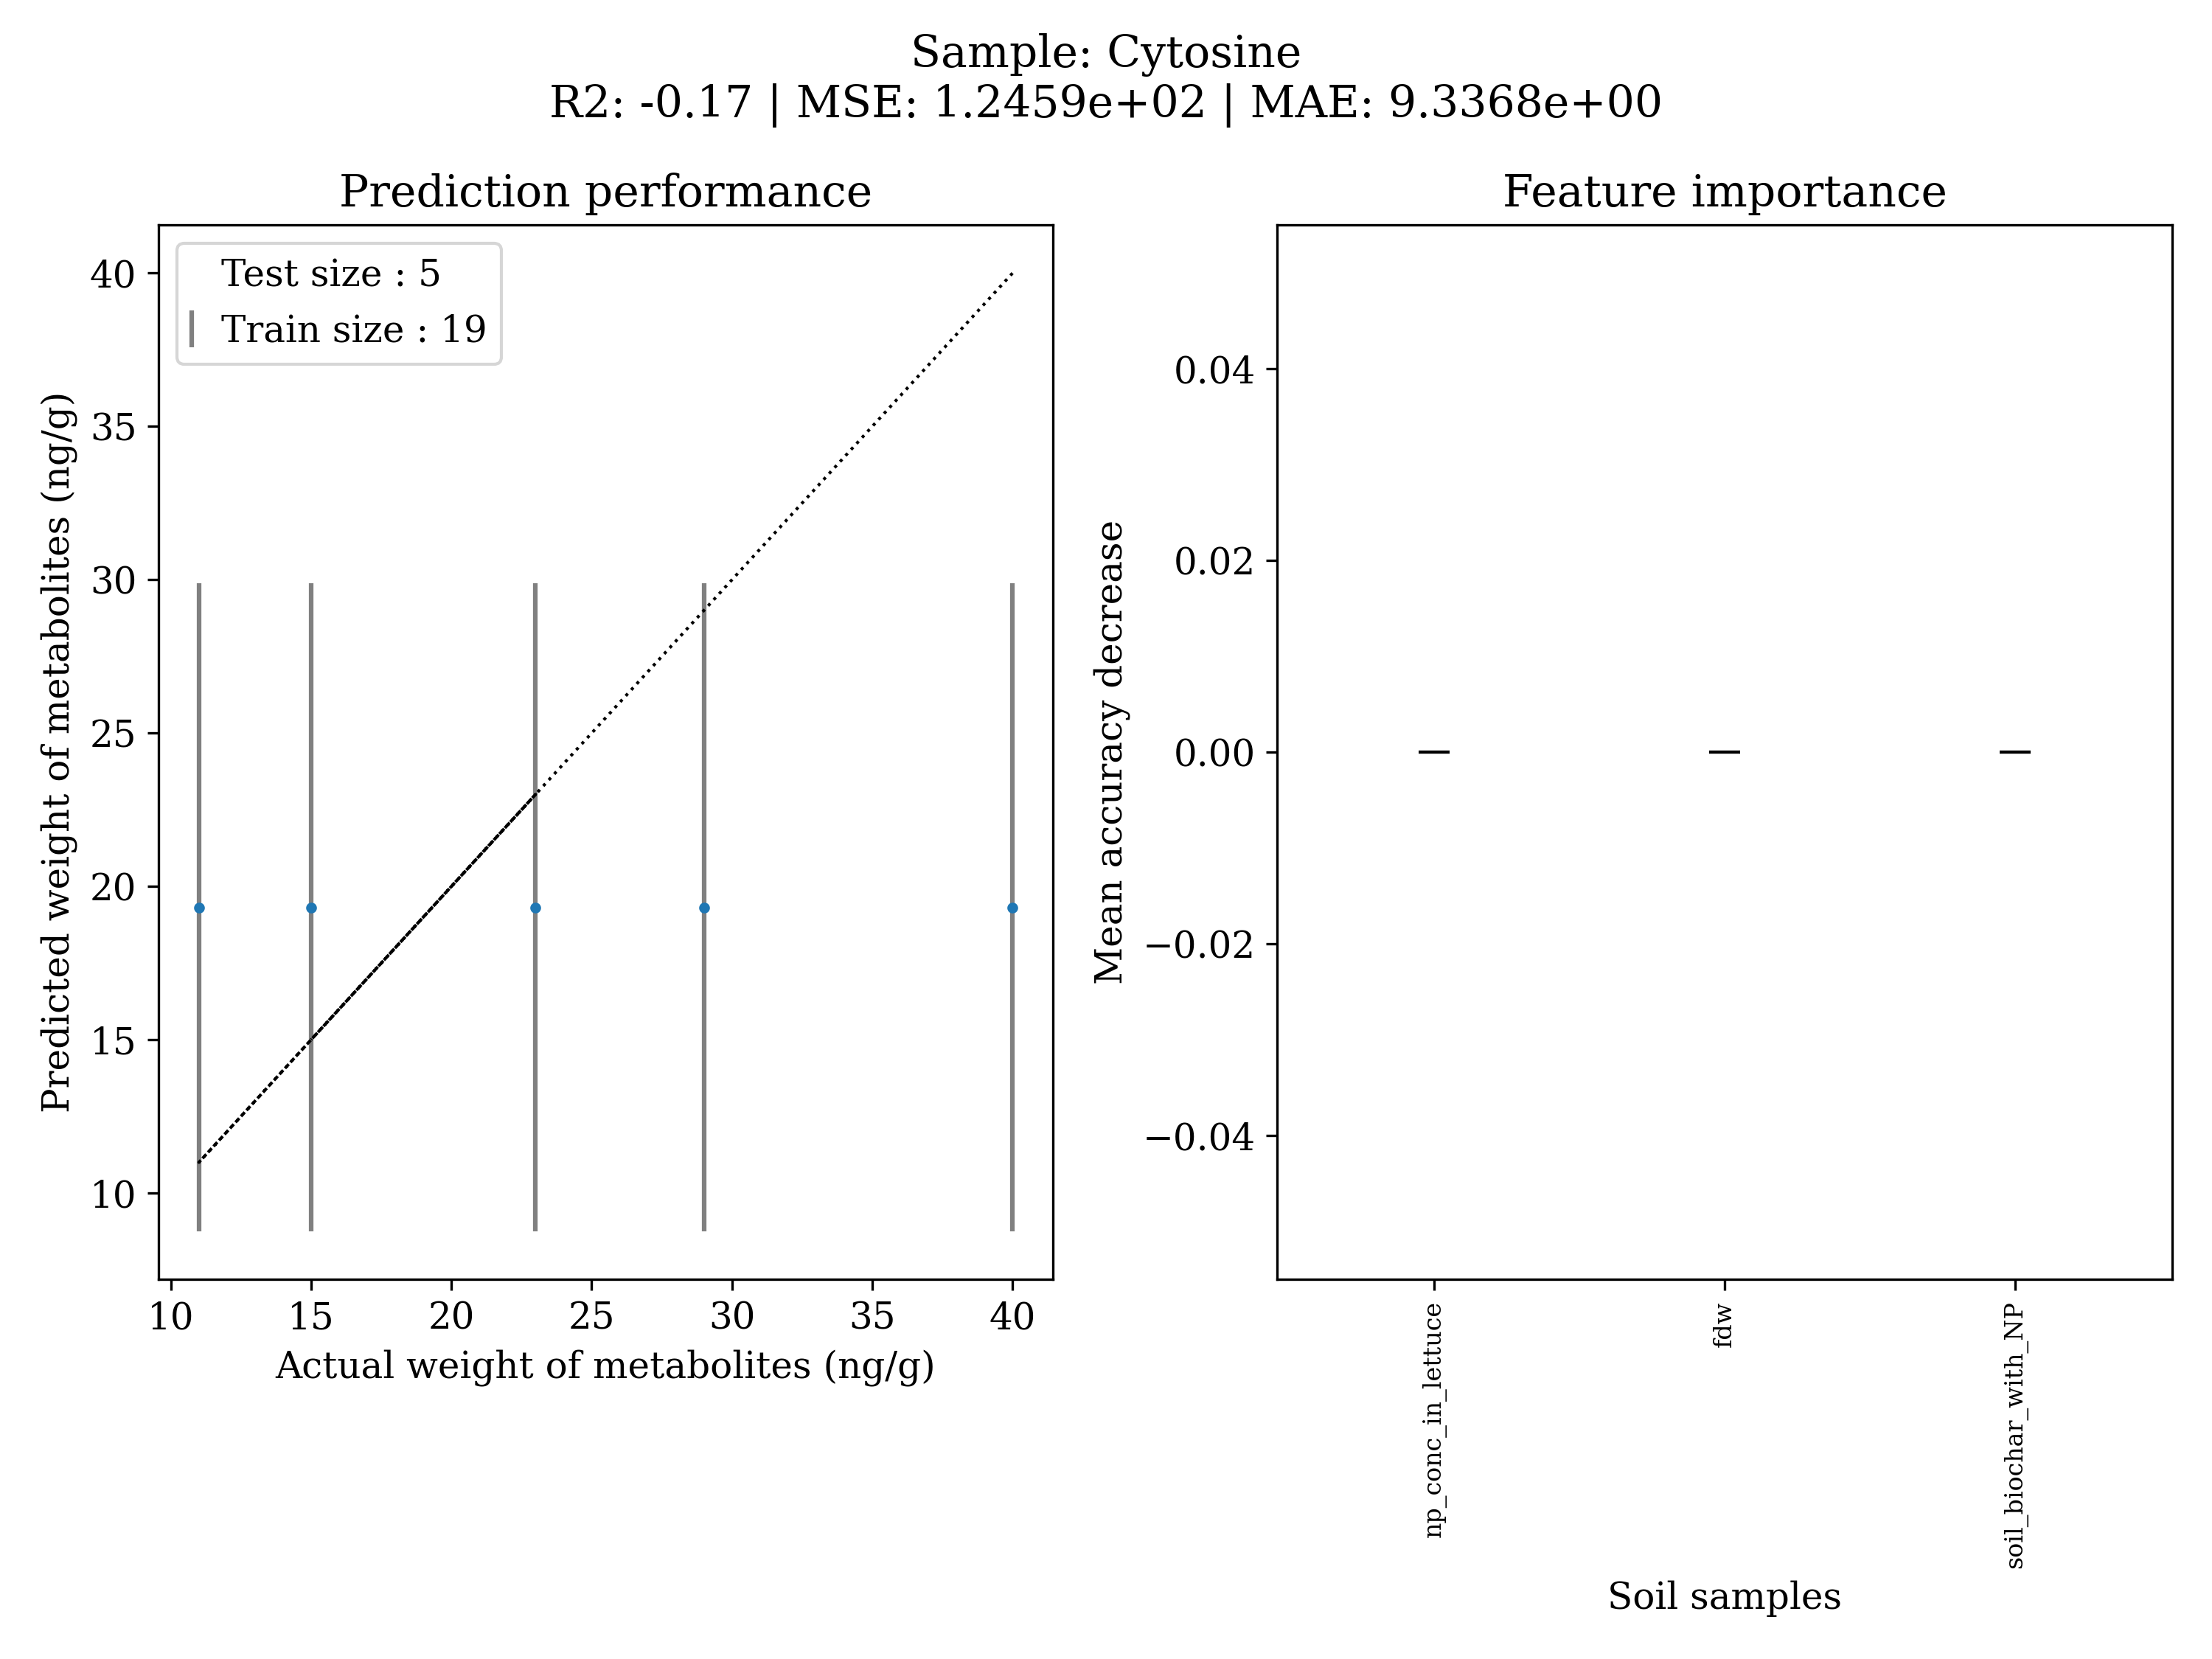 Sample: Cytosine
R2: -0.17 | MSE: 1.2459e+02 | MAE: 9.3368e+00
Prediction performance
Test size : 5
Train size : 19
40
35
30
25
20
15
10
Predicted weight of metabolites (ng/g)
10 15 20 25 30 35 40
Actual weight of metabolites (ng/g)
Feature importance
0.04
0.02
0.00
−0.02
−0.04
Mean accuracy decrease
np_conc_in_lettuce
fdw
soil_biochar_with_NP
Soil samples